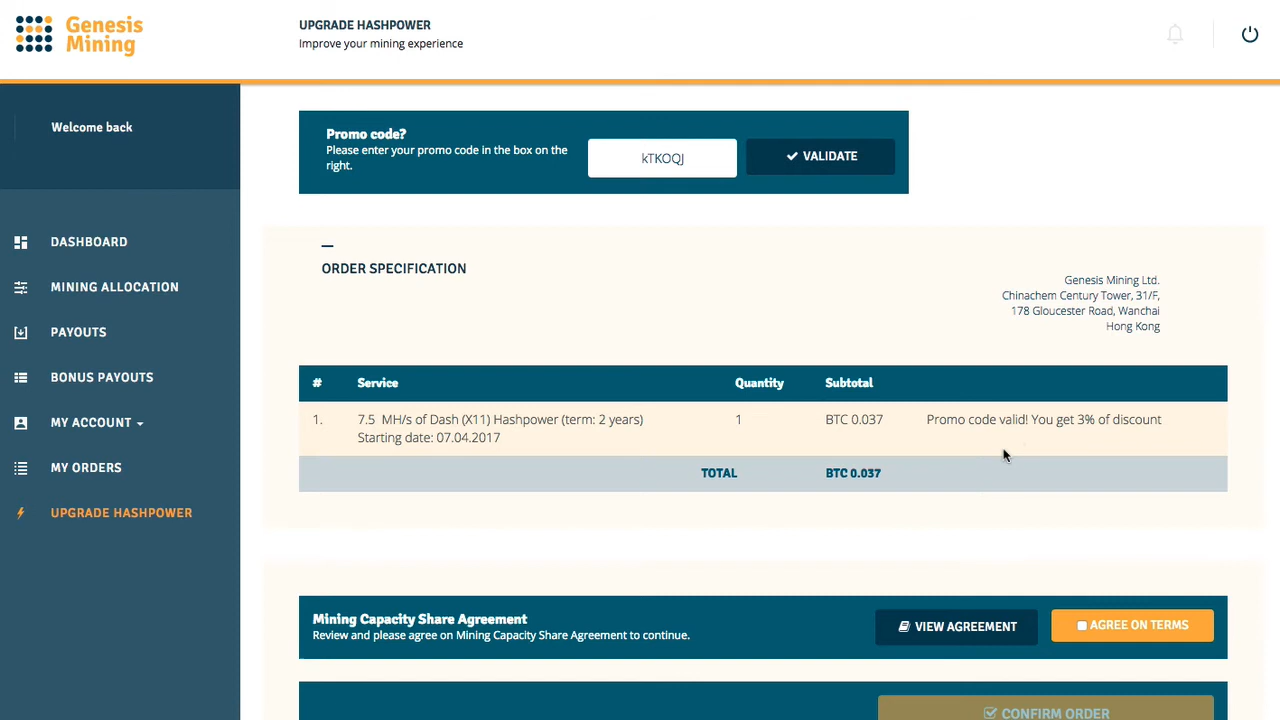 Genesis
Mining
UPGRADE HASHPOWER
Improve your mining experience
Welcome back
DASHBOARD
MINING ALLOCATION
PAYOUTS
BONUS PAYOUTS
MY ACCOUNT
MY ORDERS
UPGRADE HASHPOWER
Promo code?
Please enter your promo code in the box on the
right.
kTKOQJ
VALIDATE
ORDER SPECIFICATION
Genesis Mining Ltd.
Chinachem Century Tower, 31/F,
178 Gloucester Road, Wanchai
Hong Kong
# Service Quantity Subtotal
1. 7.5 MH/s of Dash (X11) Hashpower (term: 2 years) 1 BTC 0.037 Promo code valid! You get 3% of discount
Starting date: 07.04.2017
TOTAL BTC 0.037
Mining Capacity Share Agreement
Review and please agree on Mining Capacity Share Agreement to continue.
VIEW AGREEMENT
AGREE ON TERMS
CONFIRM ORDER